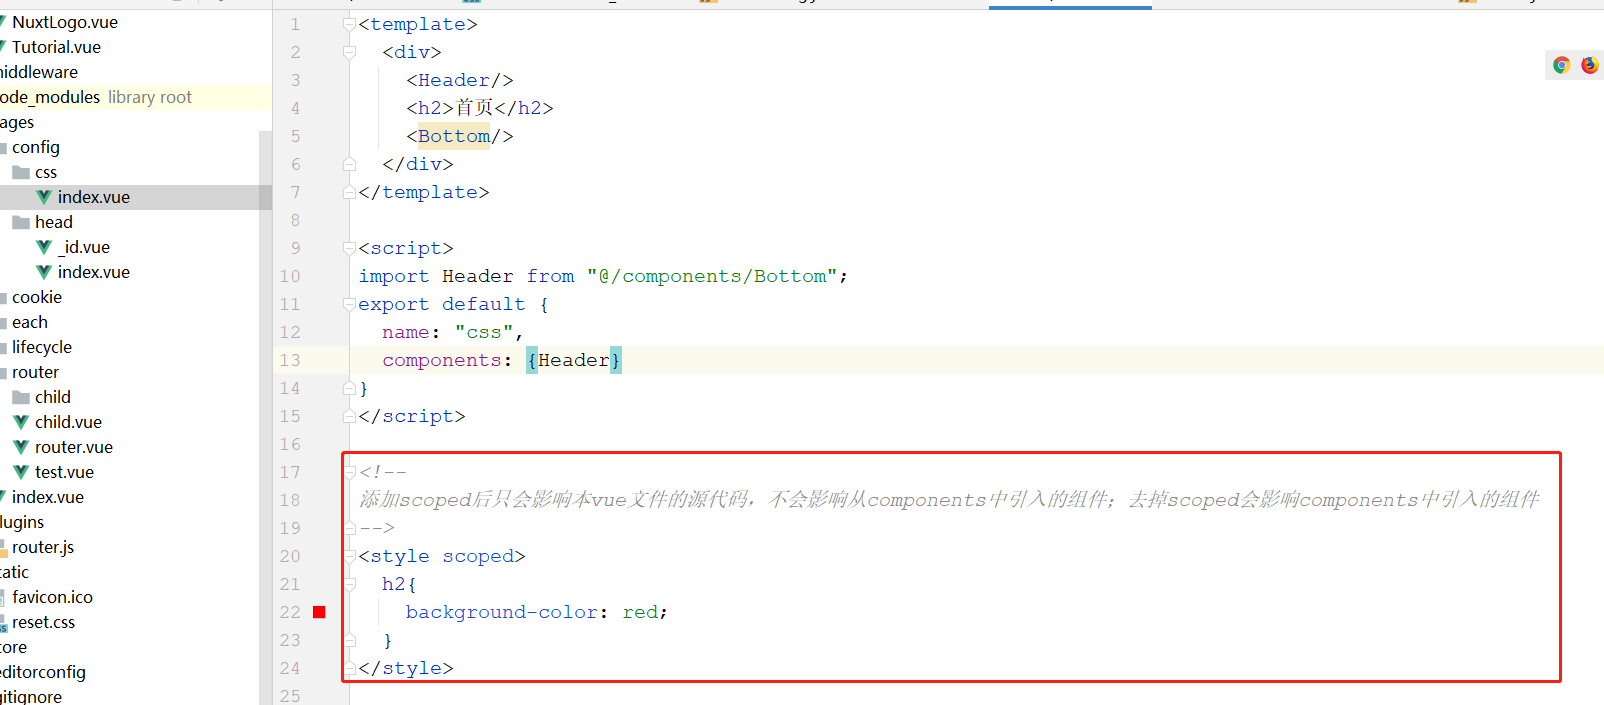 NuxtLogo.vue
Tutorial.vue
iddleware
ode_modules library root
ages
config
css
index.vue
head
_id.vue
index.vue
cookie
each
lifecycle
router
child
child.vue
router.vue
test.vue
index.vue
lugins
router.js
tatic
favicon.ico
reset.css
tore
editorconfig
gitignore
1 <template>
2 <div>
3 <Header/>
4 <h2>首页</h2>
5 <Bottom/>
6 </div>
7 </template>
8
9 <script>
10 import Header from "@/components/Bottom";
11 export default {
12 name: "css",
13 components: {Header}
14 }
15 </script>
16
17 <!--
18 添加scoped后只会影响本vue文件的源代码，不会影响从components中引入的组件；去掉scoped会影响components中引入的组件
19 -->
20 <style scoped>
21 h2{
22 background-color: red;
23 }
24 </style>
25